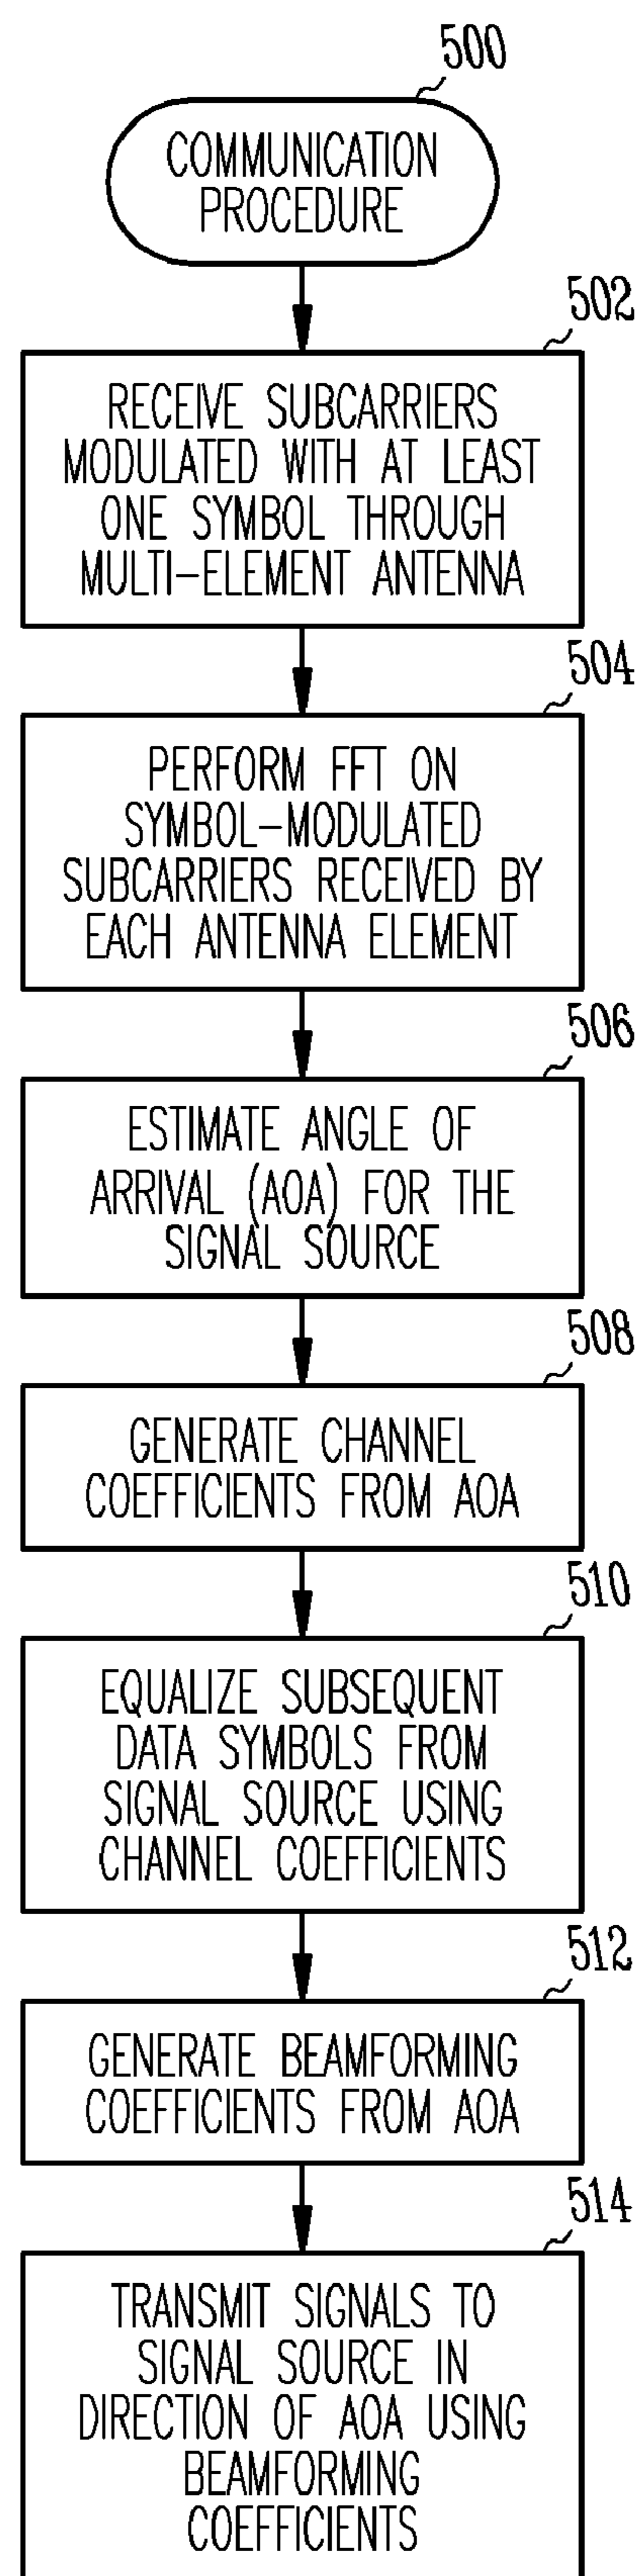 500
COMMUNICATION
PROCEDURE
502
RECEIVE SUBCARRIERS
MODULATED WITH AT LEAST
ONE SYMBOL THROUGH
MULTI-ELEMENT ANTENNA
504
PERFORM FFT ON
SYMBOL-MODULATED
SUBCARRIERS RECEIVED BY
EACH ANTENNA ELEMENT
506
ESTIMATE ANGLE OF
ARRIVAL (AOA) FOR THE
SIGNAL SOURCE
508
GENERATE CHANNEL
COEFFICIENTS FROM AOA
510
EQUALIZE SUBSEQUENT
DATA SYMBOLS FROM
SIGNAL SOURCE USING
CHANNEL COEFFICIENTS
512
GENERATE BEAMFORMING
COEFFICIENTS FROM AOA
514
TRANSMIT SIGNALS TO
SIGNAL SOURCE IN
DIRECTION OF AOA USING
BEAMFORMING
COEFFICIENTS